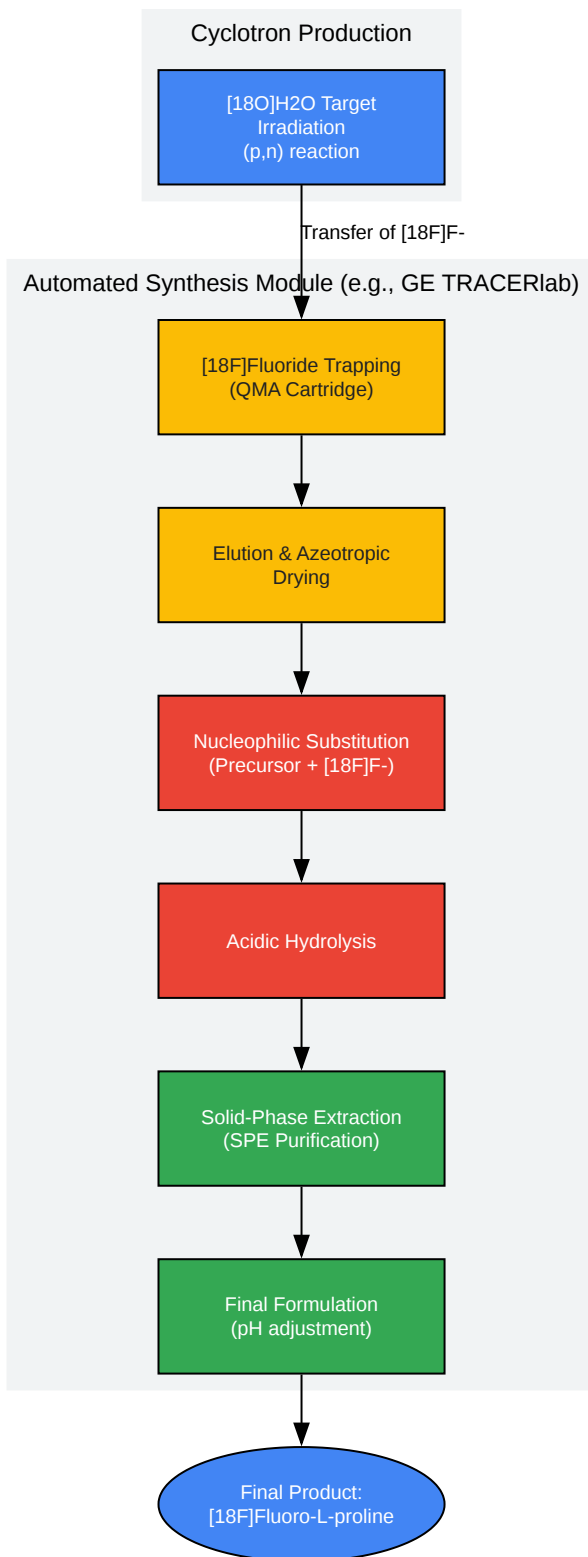 Cyclotron Production
[18O]H2O Target
Irradiation
(p,n) reaction
Transfer of [18F]F-
Automated Synthesis Module (e.g., GE TRACERlab)
[18F]Fluoride Trapping
(QMA Cartridge)
Elution & Azeotropic
Drying
Nucleophilic Substitution
(Precursor + [18F]F-)
Acidic Hydrolysis
Solid-Phase Extraction
(SPE Purification)
Final Formulation
(pH adjustment)
Final Product:
[18F]Fluoro-L-proline